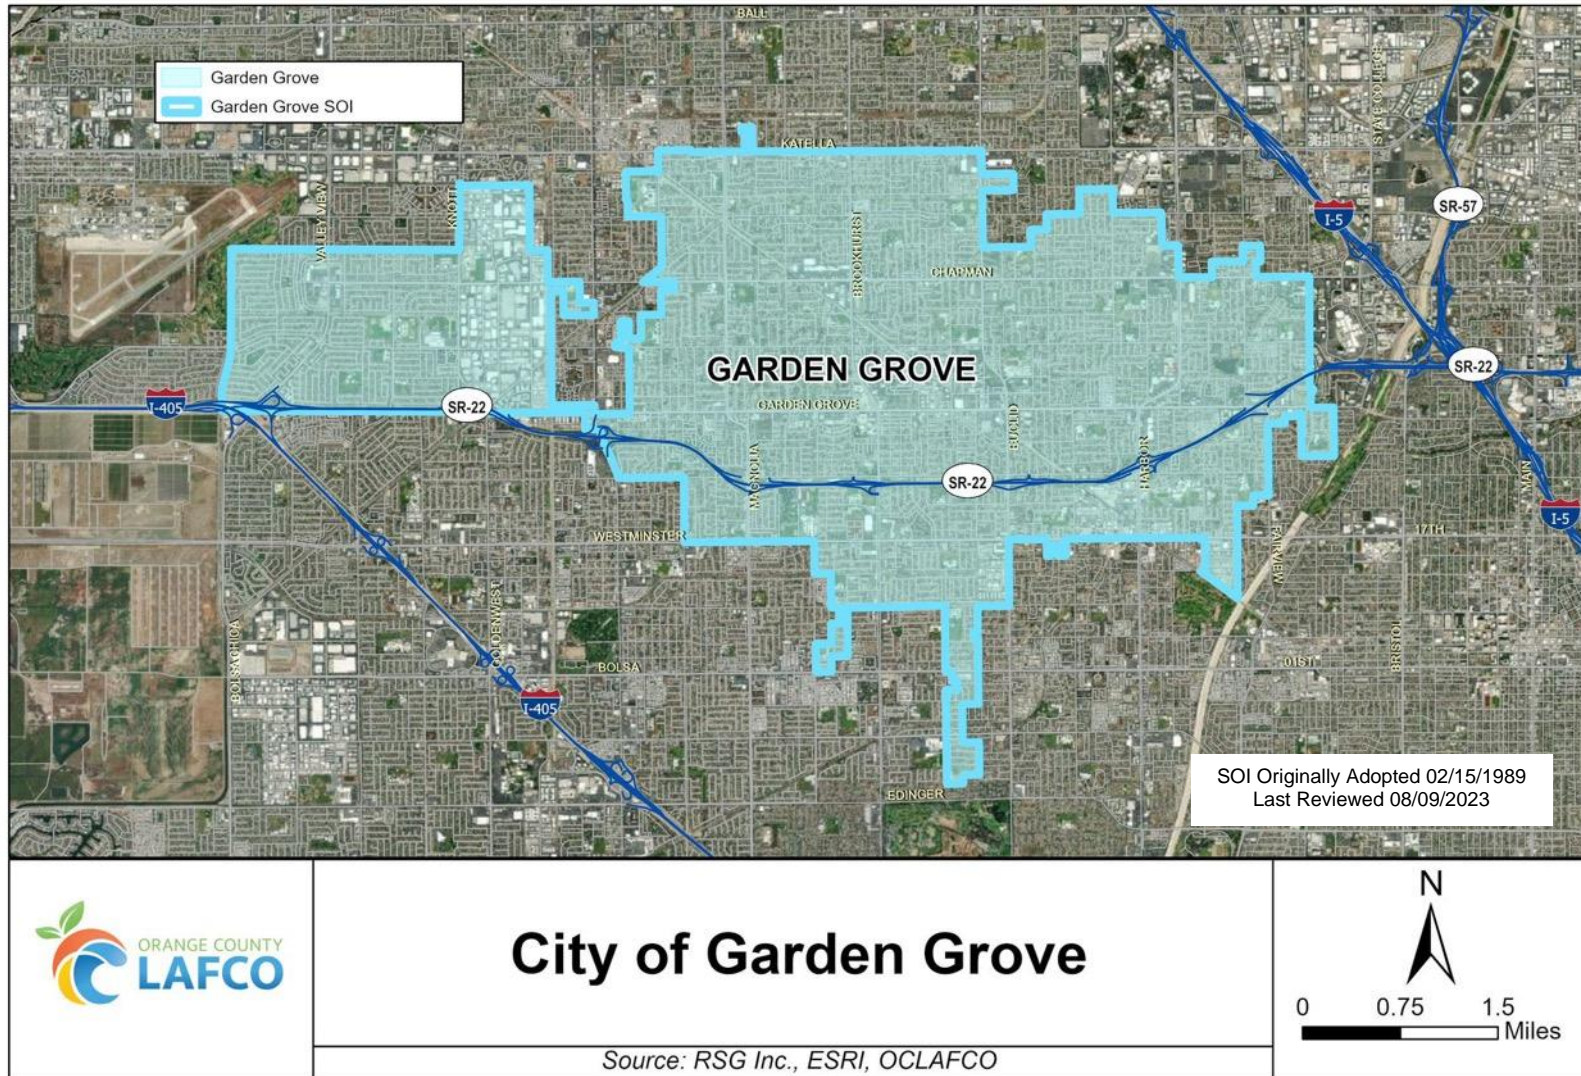 BALL
Garden Grove
Garden Grove SOI
KATELLA
STATE COLLEGE
VALLEY VIEW
KNOTT
BROOKHURST
I-5
SR-57
CHAPMAN
GARDEN GROVE
I-405
SR-22
SR-22
GARDEN GROVE
EUCLID
MAGNOLIA
HARBOR
SR-22
MAIN
I-5
WESTMINSTER
FAIRVIEW
17TH
BOLSA CHICA
GOLDENWEST
BOLSA
01ST
BRISTOL
I-405
EDINGER
SOI Originally Adopted 02/15/1989
Last Reviewed 08/09/2023
ORANGE COUNTY
LAFCO
City of Garden Grove
Source: RSG Inc., ESRI, OCLAFCO
N
0 0.75 1.5
Miles